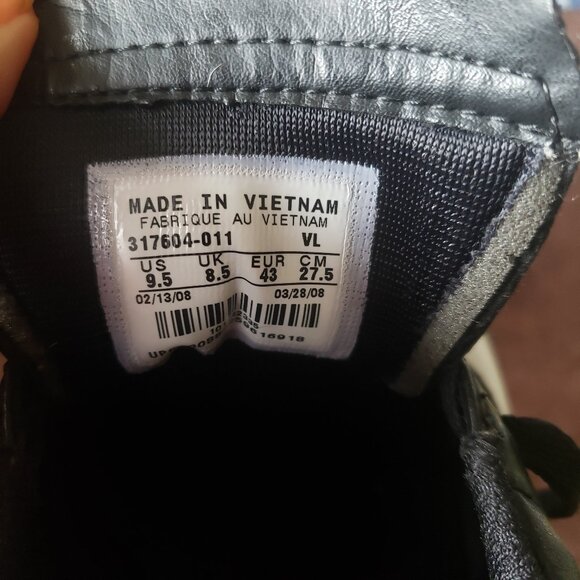 MADE IN VIETNAM
FABRIQUE AU VIETNAM
317604-011 VL
US UK EUR CM
9.5 8.5 43 27.5
02/13/08 03/28/08